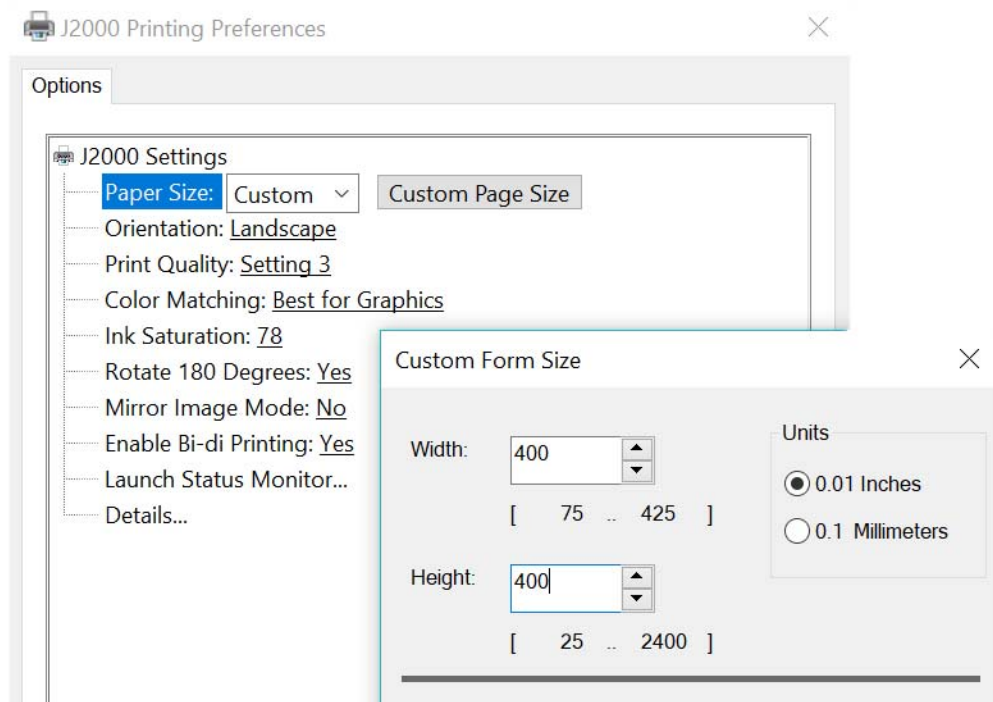 J2000 Printing Preferences
Options
J2000 Settings
Paper Size: Custom Custom Page Size
Orientation: Landscape
Print Quality: Setting 3
Color Matching: Best for Graphics
Ink Saturation: 78
Rotate 180 Degrees: Yes
Mirror Image Mode: No
Enable Bi-di Printing: Yes
Launch Status Monitor...
Details...
Custom Form Size
Width: 400
[ 75 .. 425 ]
Height: 400
[ 25 .. 2400 ]
Units
0.01 Inches
0.1 Millimeters